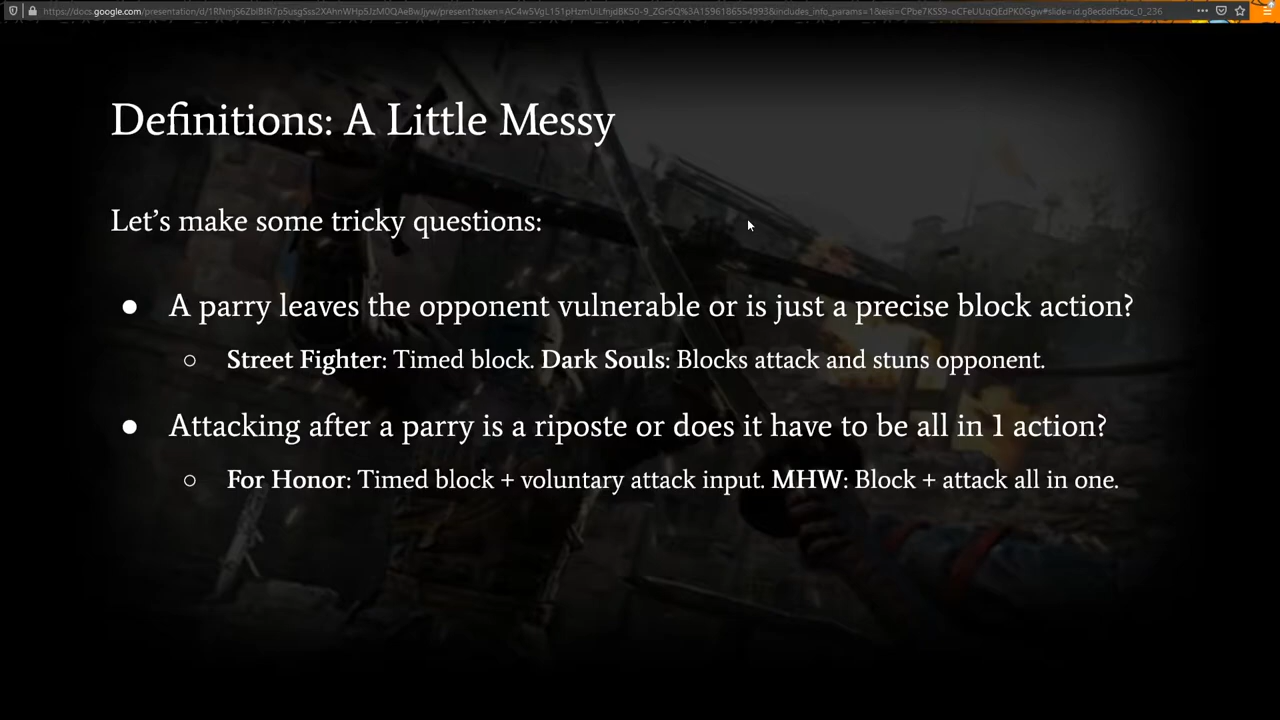 Definitions: A Little Messy
Let’s make some tricky questions:
● A parry leaves the opponent vulnerable or is just a precise block action?
○ Street Fighter: Timed block. Dark Souls: Blocks attack and stuns opponent.
● Attacking after a parry is a riposte or does it have to be all in 1 action?
○ For Honor: Timed block + voluntary attack input. MHW: Block + attack all in one.